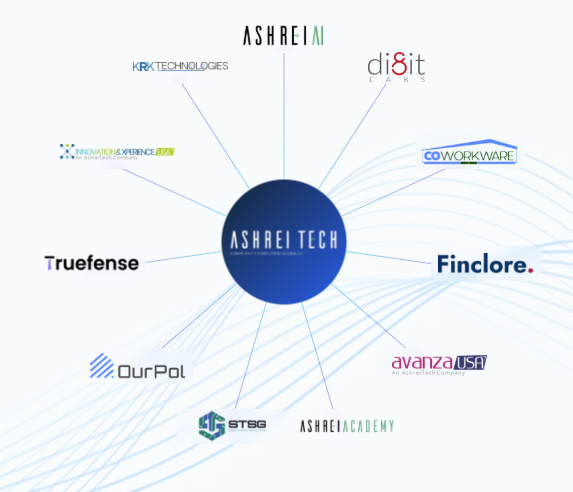 ASHREI AI
KRK TECHNOLOGIES
di8it
LABS
INNOVATION & XPERIENCE USA
An AshreiTech Company
COWORKWARE
ASHREI TECH
Truefense
Finclore.
OurPol
avanza USA
An AshreiTech Company
STSG
ASHREI ACADEMY